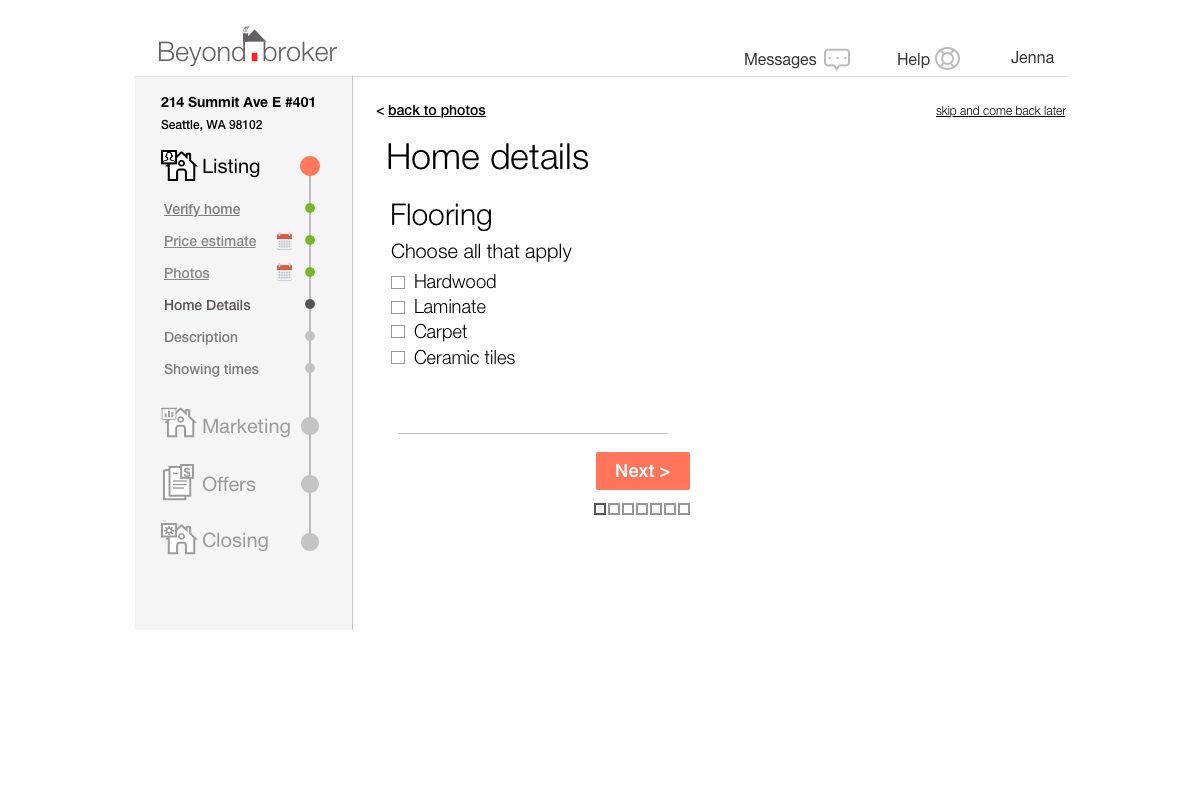 Beyond broker
Messages
Help
Jenna
214 Summit Ave E #401
Seattle, WA 98102
Listing
Verify home
Price estimate
Photos
Home Details
Description
Showing times
Marketing
$
Offers
Closing
< back to photos
skip and come back later
Home details
Flooring
Choose all that apply
Hardwood
Laminate
Carpet
Ceramic tiles
Next >